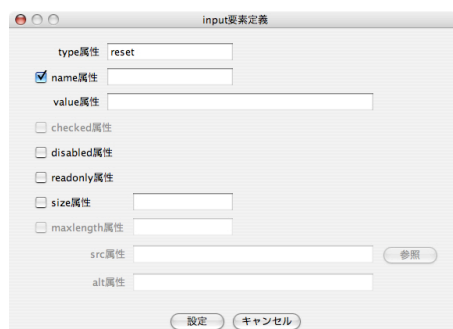 input要素定義
type属性 reset
name属性
value属性
checked属性
disabled属性
readonly属性
size属性
maxlength属性
src属性 参照
alt属性
設定 キャンセル